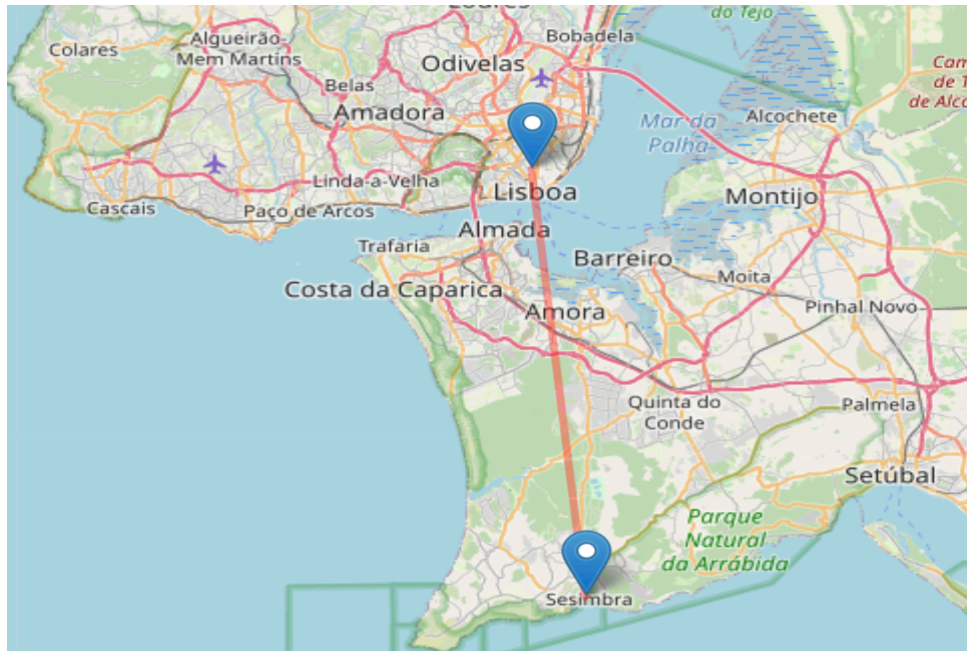 Loures
do Tejo
Colares
Algueirão-
Mem Martins
Bobadela
Odivelas
Belas
Amadora
Mar da
Palha
Alcochete
Linda-a-Velha
Cascais
Paço de Arcos
Lisboa
Montijo
Trafaria
Almada
Barreiro
Moita
Costa da Caparica
Amora
Pinhal Novo
Quinta do
Conde
Palmela
Setúbal
Parque
Natural
da Arrábida
Sesimbra